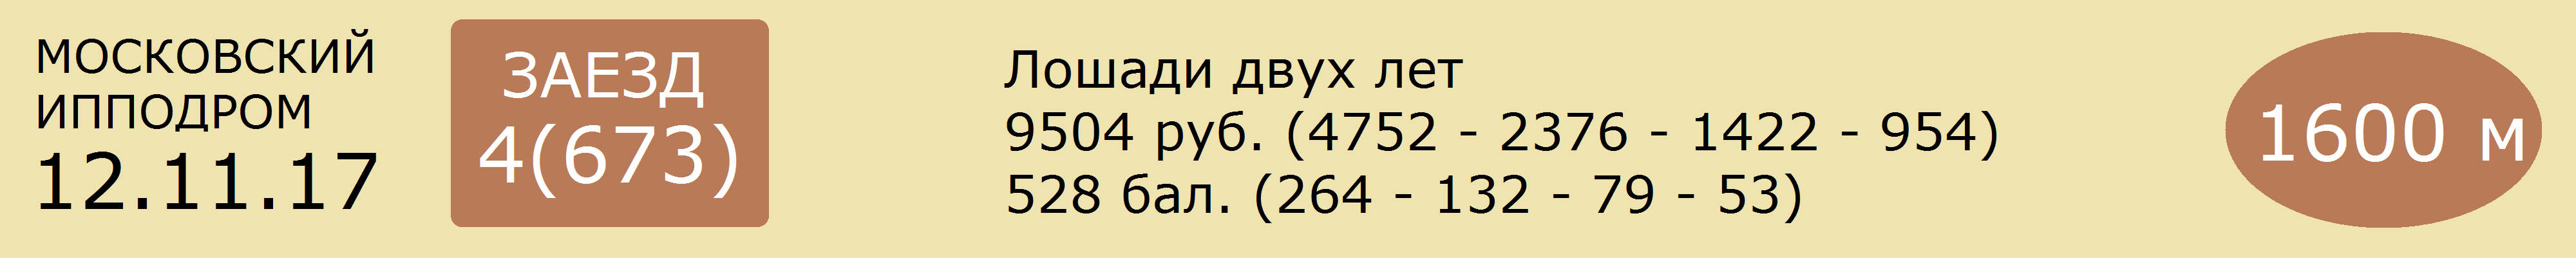 МОСКОВСКИЙ
ИППОДРОМ
12.11.17
ЗАЕЗД
4(673)
Лошади двух лет
9504 руб. (4752 - 2376 - 1422 - 954)
528 бал. (264 - 132 - 79 - 53)
1600 м